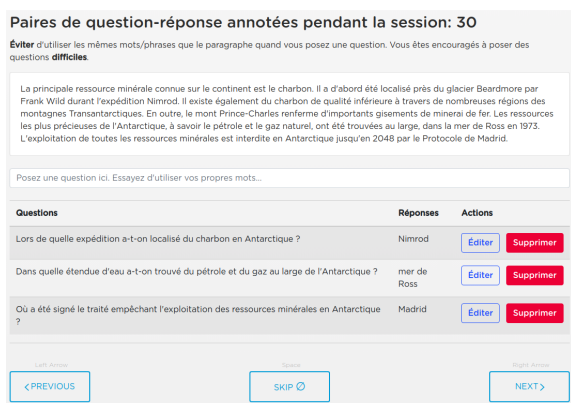 Paires de question-réponse annotées pendant la session: 30
Éviter d'utiliser les mêmes mots/phrases que le paragraphe quand vous posez une question. Vous êtes encouragés à poser des
questions difficiles.
La principale ressource minérale connue sur le continent est le charbon. Il a d'abord été localisé près du glacier Beardmore par
Frank Wild durant l'expédition Nimrod. Il existe également du charbon de qualité inférieure à travers de nombreuses régions des
montagnes Transantarctiques. En outre, le mont Prince-Charles renferme d'importants gisements de minerai de fer. Les ressources
les plus précieuses de l'Antarctique, à savoir le pétrole et le gaz naturel, ont été trouvées au large, dans la mer de Ross en 1973.
L'exploitation de toutes les ressources minérales est interdite en Antarctique jusqu'en 2048 par le Protocole de Madrid.
Posez une question ici. Essayez d'utiliser vos propres mots...
Questions Réponses Actions
Lors de quelle expédition a-t-on localisé du charbon en Antarctique ? Nimrod Éditer Supprimer
Dans quelle étendue d'eau a-t-on trouvé du pétrole et du gaz au large de l'Antarctique ? mer de Éditer Supprimer
Ross
Où a été signé le traité empêchant l'exploitation des ressources minérales en Antarctique Madrid Éditer Supprimer
?
Left Arrow Space Right Arrow
< PREVIOUS SKIP ∅ NEXT >